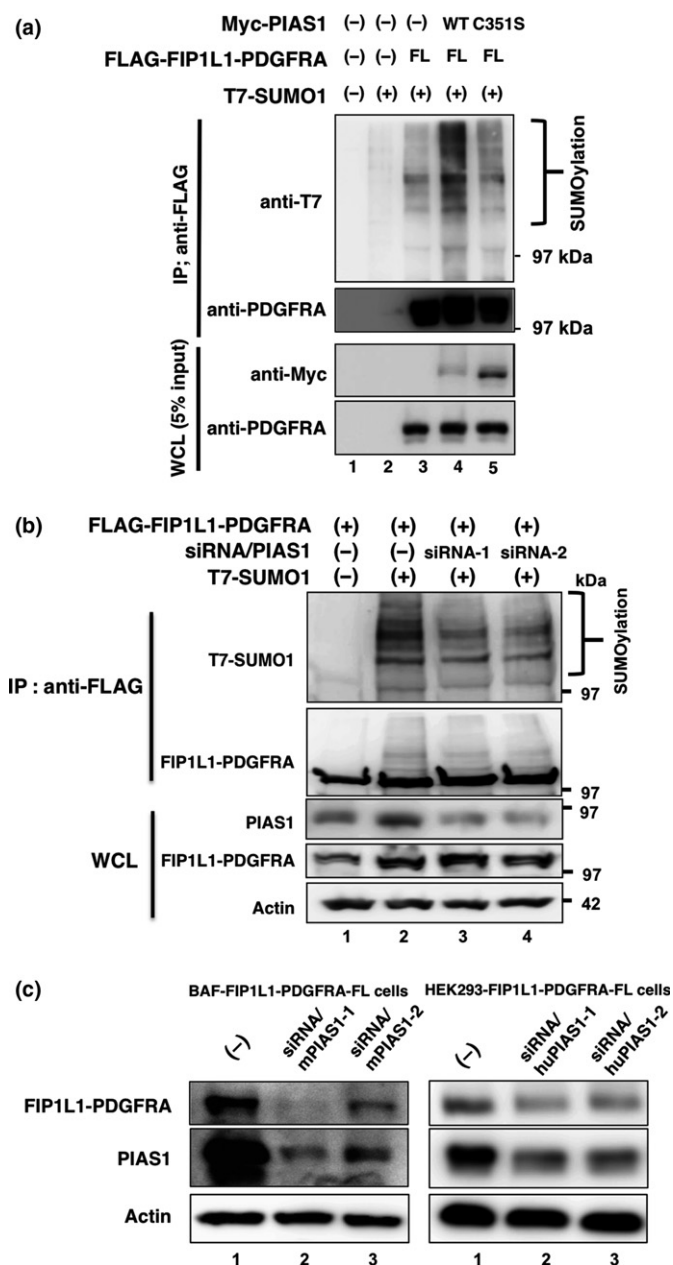 (a)
Myc-PIAS1 (–) (–) (–) WT C351S
FLAG-FIP1L1-PDGFRA (–) (–) FL FL FL
T7-SUMO1 (–) (+) (+) (+) (+)
IP; anti-FLAG
anti-T7
SUMOylation
97 kDa
anti-PDGFRA
97 kDa
WCL (5% input)
anti-Myc
anti-PDGFRA
1 2 3 4 5
(b)
FLAG-FIP1L1-PDGFRA (+) (+) (+) (+)
siRNA/PIAS1 (–) (–) siRNA-1 siRNA-2
T7-SUMO1 (–) (+) (+) (+) kDa
IP : anti-FLAG
T7-SUMO1
SUMOylation
97
FIP1L1-PDGFRA
97
WCL
PIAS1
97
FIP1L1-PDGFRA
97
Actin
42
1 2 3 4
(c)
BAF-FIP1L1-PDGFRA-FL cells
(–)
siRNA/
mPIAS1-1
siRNA/
mPIAS1-2
HEK293-FIP1L1-PDGFRA-FL cells
(–)
siRNA/
huPIAS1-1
siRNA/
huPIAS1-2
FIP1L1-PDGFRA
PIAS1
Actin
1 2 3
1 2 3